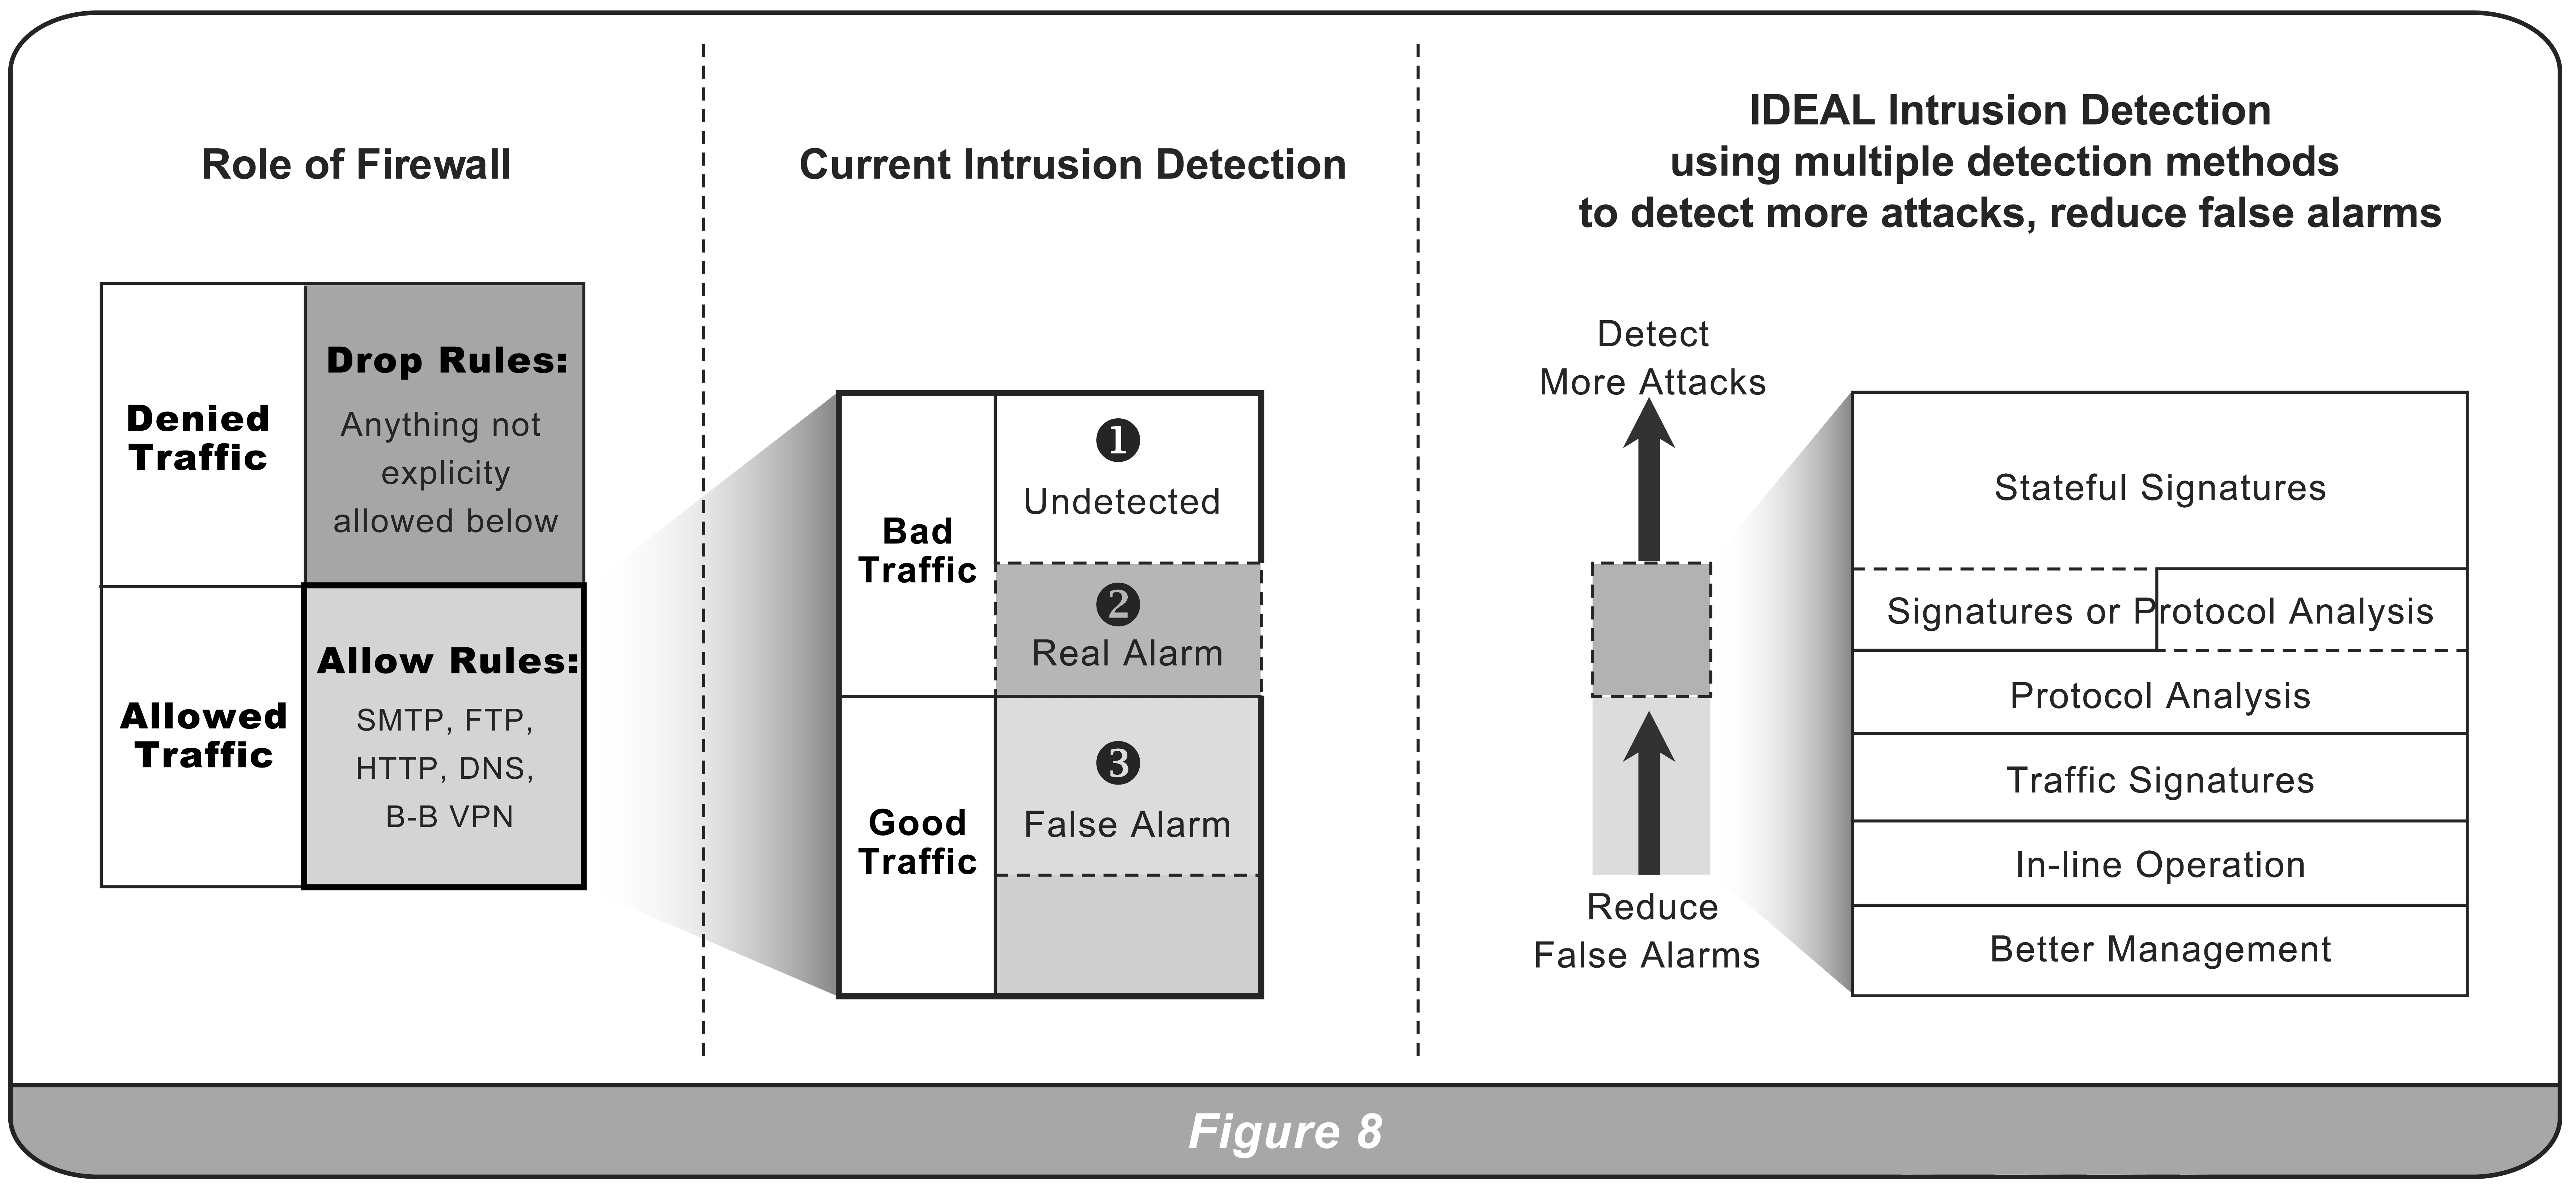 Role of Firewall
Denied
Traffic
Drop Rules:
Anything not
explicity
allowed below
Allowed
Traffic
Allow Rules:
SMTP, FTP,
HTTP, DNS,
B-B VPN
Current Intrusion Detection
Bad
Traffic
1
Undetected
2
Real Alarm
Good
Traffic
3
False Alarm
IDEAL Intrusion Detection
using multiple detection methods
to detect more attacks, reduce false alarms
Detect
More Attacks
Reduce
False Alarms
Stateful Signatures
Signatures or Protocol Analysis
Protocol Analysis
Traffic Signatures
In-line Operation
Better Management
Figure 8